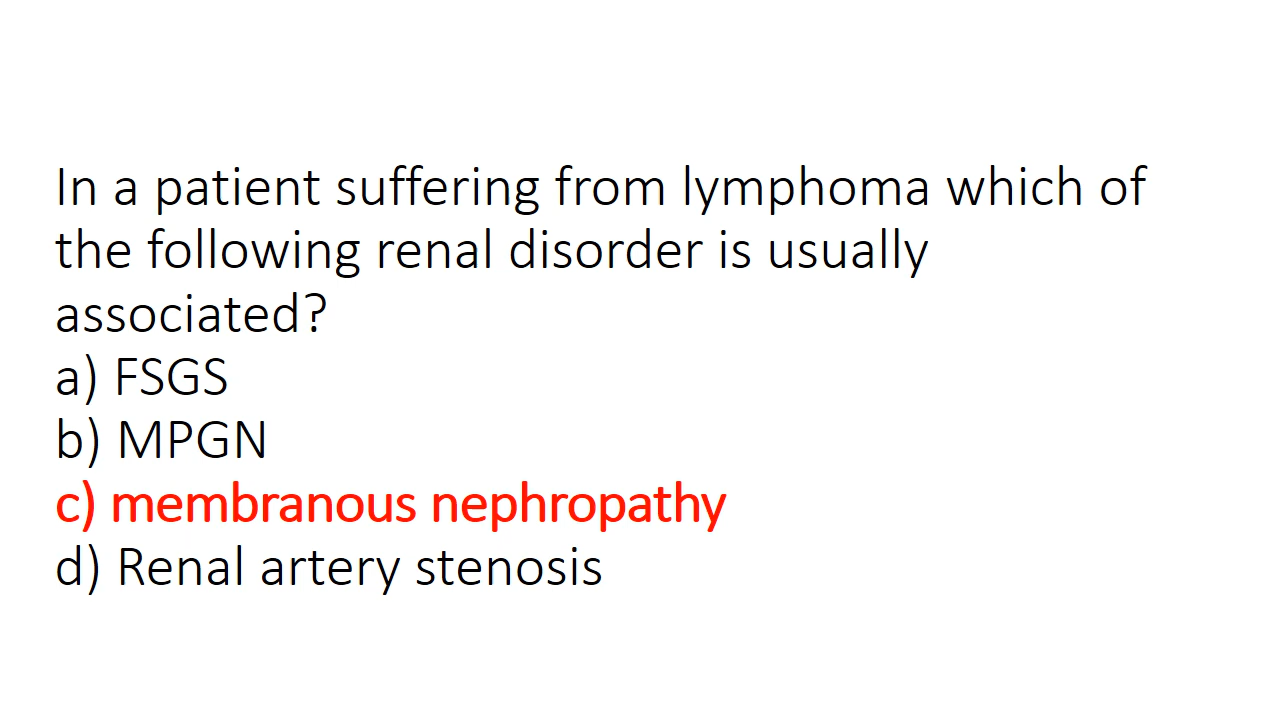 In a patient suffering from lymphoma which of
the following renal disorder is usually
associated?
a) FSGS
b) MPGN
c) membranous nephropathy
d) Renal artery stenosis